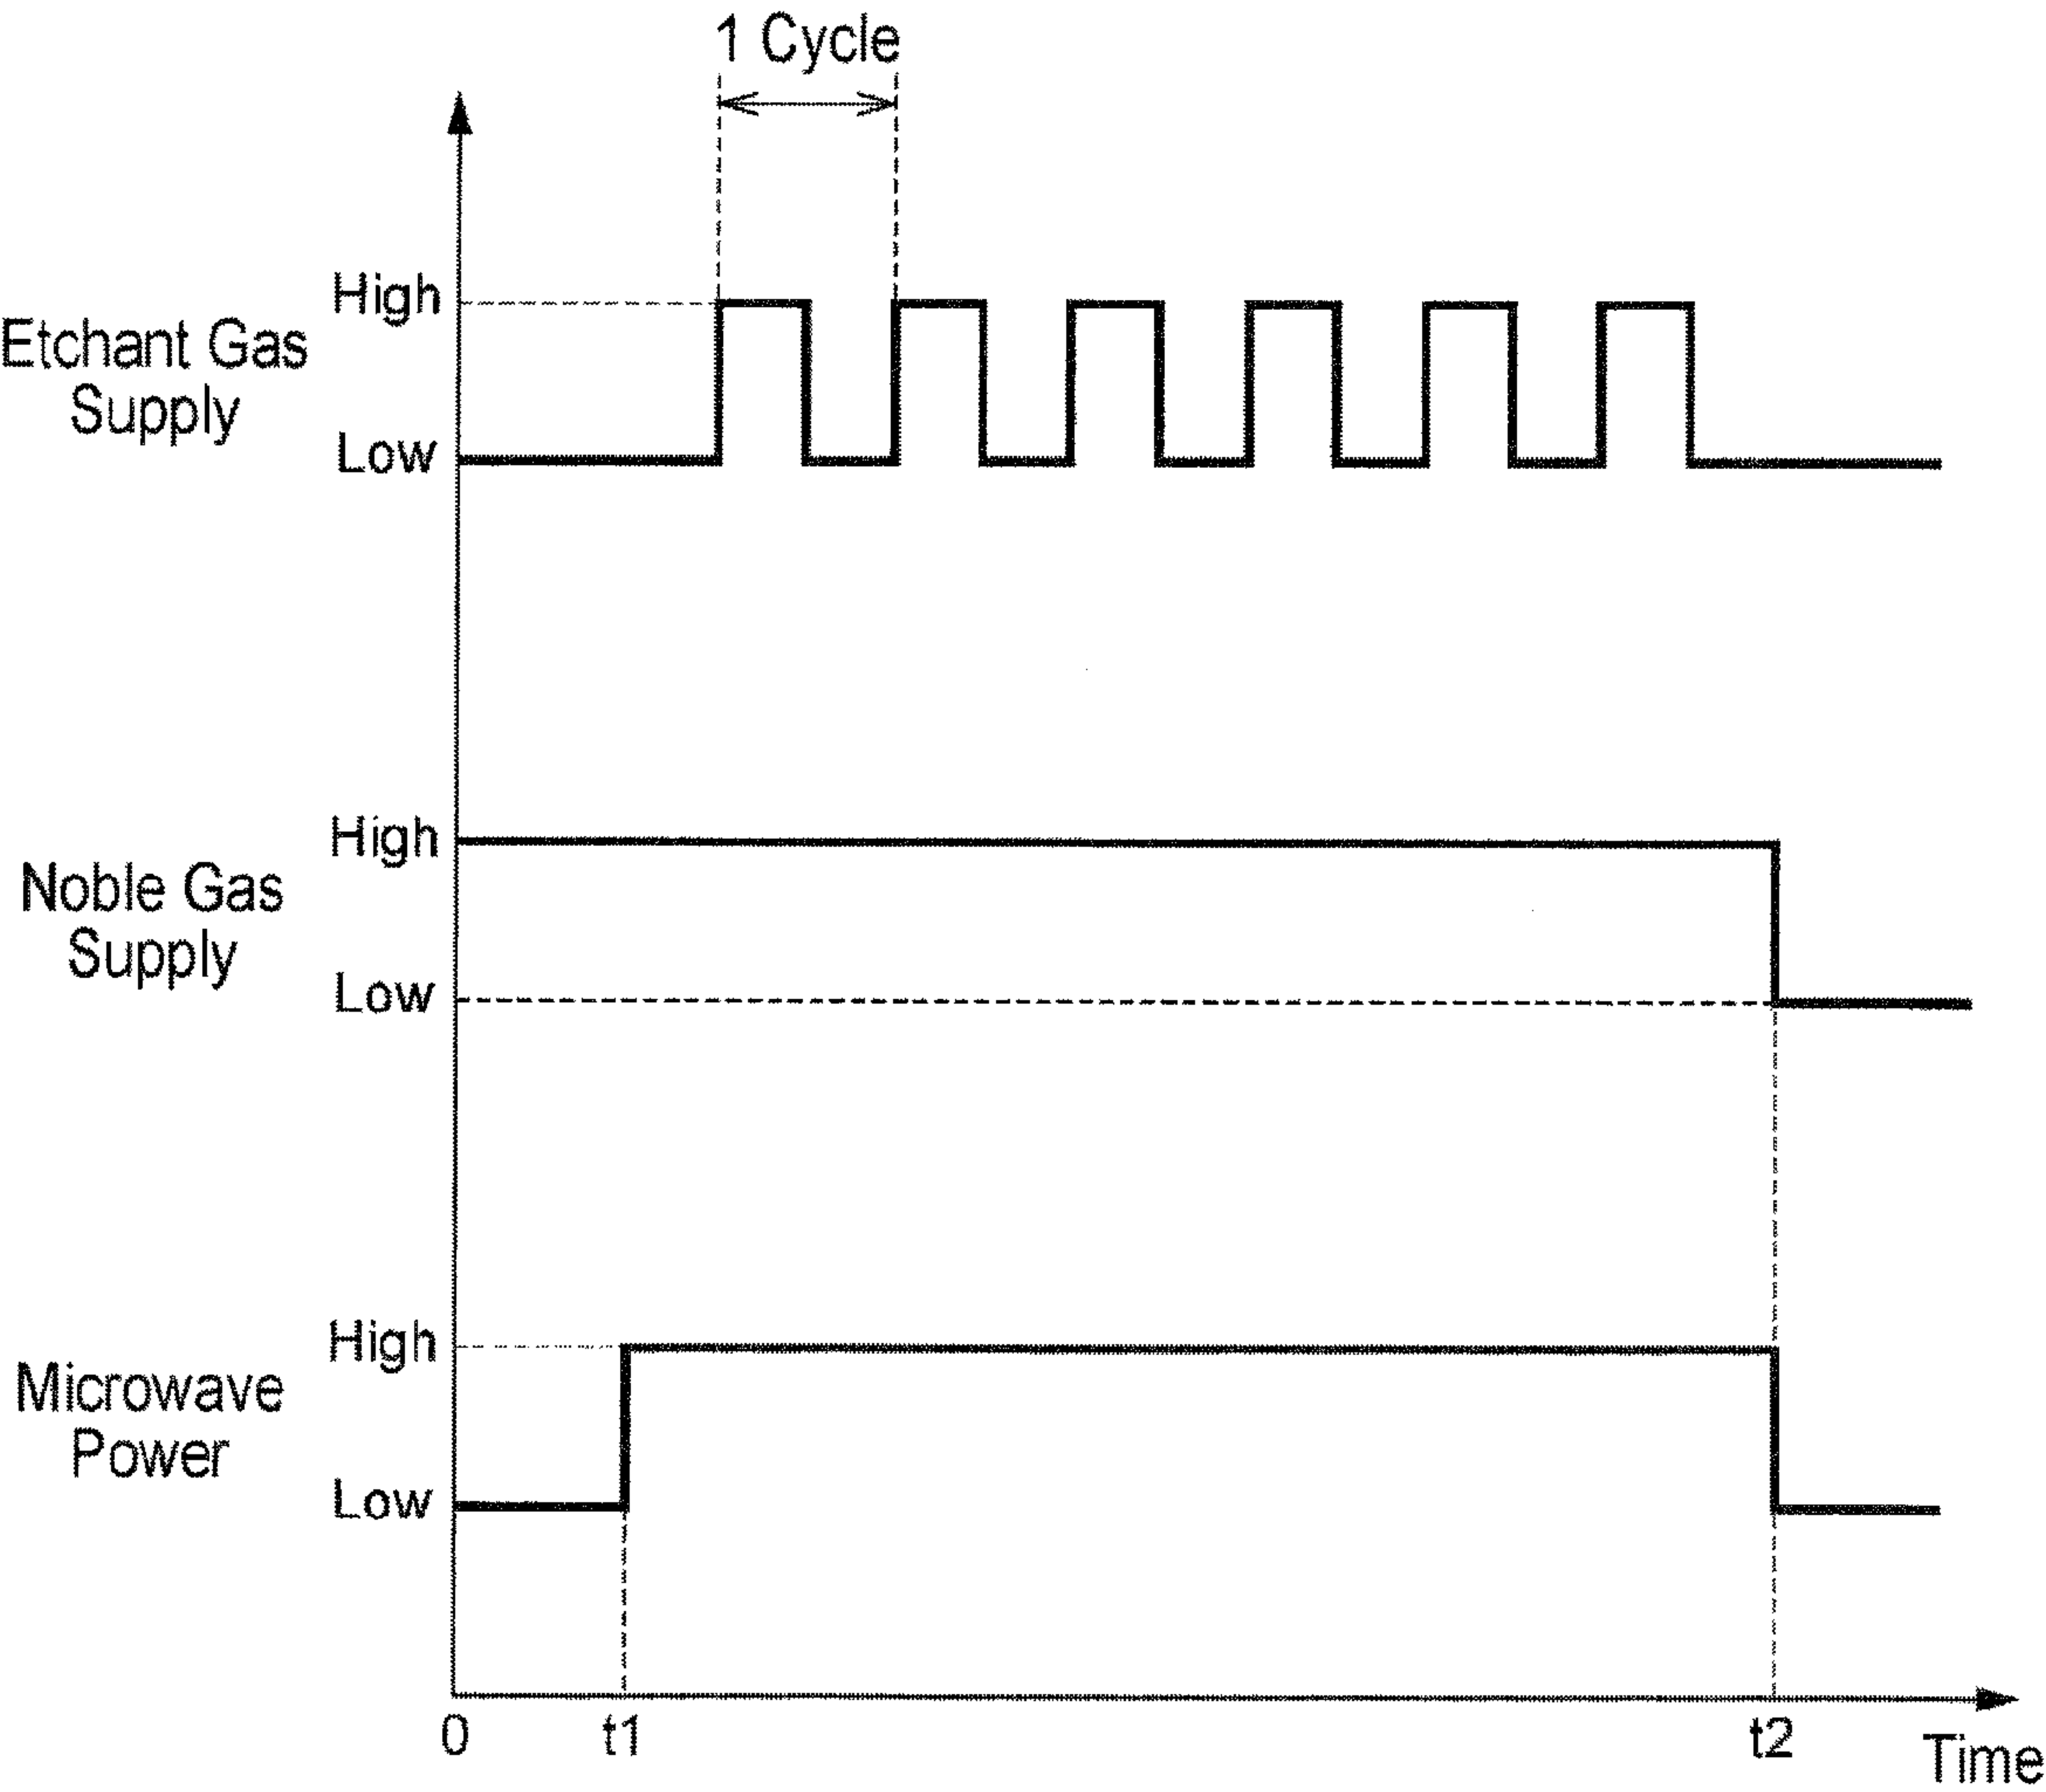 1 Cycle
High
Etchant Gas
Supply
Low
High
Noble Gas
Supply
Low
High
Microwave
Power
Low
0
t1
t2
Time